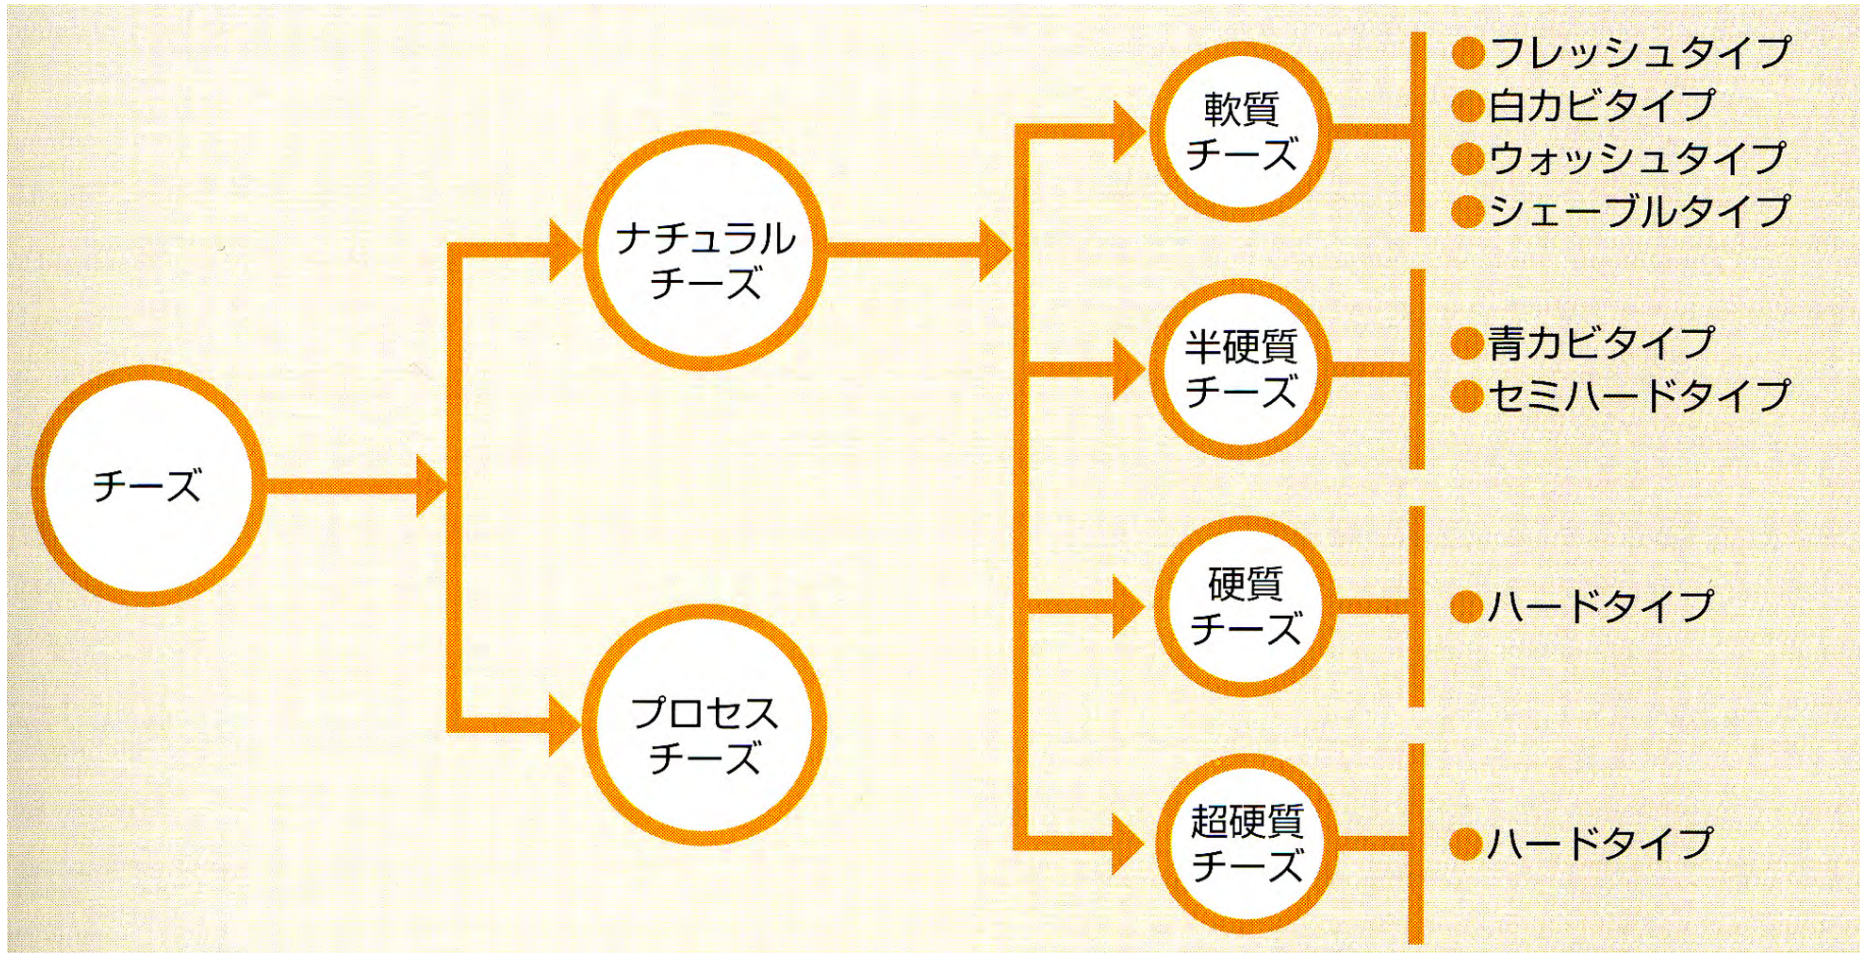 チーズ
ナチュラル
チーズ
プロセス
チーズ
軟質
チーズ
●フレッシュタイプ
●白カビタイプ
●ウォッシュタイプ
●シェーブルタイプ
半硬質
チーズ
●青カビタイプ
●セミハードタイプ
硬質
チーズ
●ハードタイプ
超硬質
チーズ
●ハードタイプ